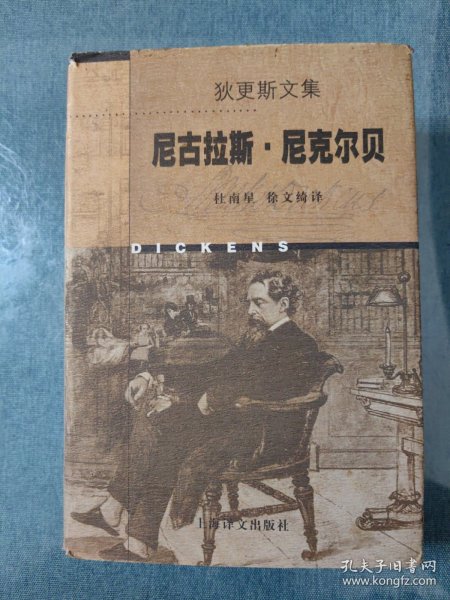 狄更斯文集
尼古拉斯·尼克尔贝
杜南星 徐文绮译
DICKENS
上海译文出版社
孔夫子旧书网
www.kongfz.com